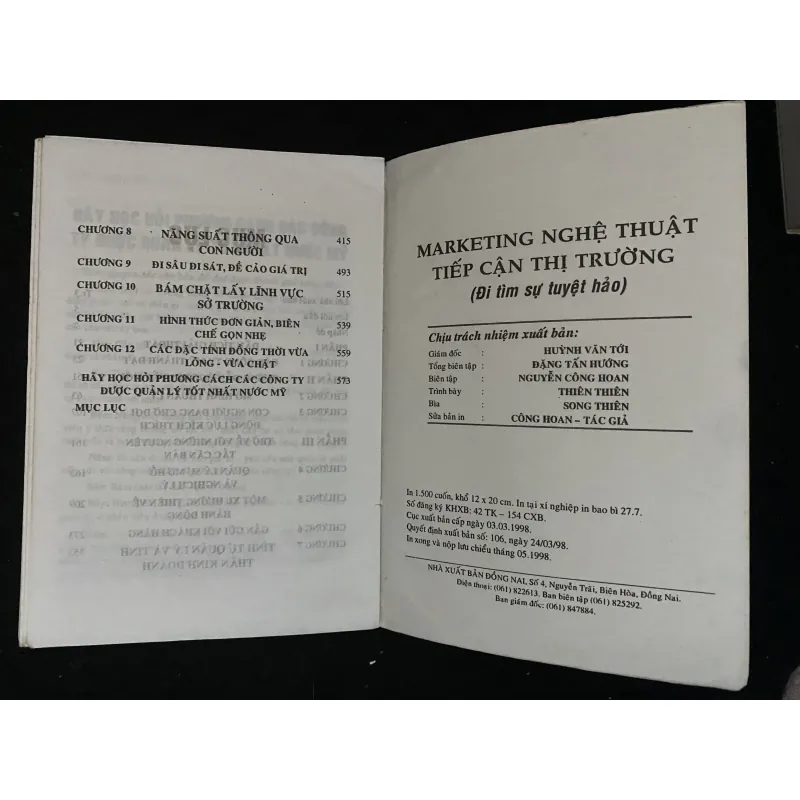 CHƯƠNG 8 NĂNG SUẤT THÔNG QUA 415
CON NGƯỜI
CHƯƠNG 9 ĐI SÂU ĐI SÁT, ĐỀ CAO GIÁ TRỊ 493
CHƯƠNG 10 BÁM CHẶT LẤY LĨNH VỰC 515
SỞ TRƯỜNG
CHƯƠNG 11 HÌNH THỨC ĐƠN GIẢN, BIÊN 539
CHẾ GỌN NHẸ
CHƯƠNG 12 CÁC ĐẶC TÍNH ĐỒNG THỜI VỪA 559
LỎNG - VỪA CHẶT
HÃY HỌC HỎI PHƯƠNG CÁCH CÁC CÔNG TY 573
ĐƯỢC QUẢN LÝ TỐT NHẤT NƯỚC MỸ
MỤC LỤC
MARKETING NGHỆ THUẬT
TIẾP CẬN THỊ TRƯỜNG
(Đi tìm sự tuyệt hảo)
Chịu trách nhiệm xuất bản:
Giám đốc : HUỲNH VĂN TỚI
Tổng biên tập : ĐẶNG TẤN HƯỚNG
Biên tập : NGUYỄN CÔNG HOAN
Trình bày : THIÊN THIÊN
Bìa : SONG THIÊN
Sửa bản in : CÔNG HOAN – TÁC GIẢ
In 1.500 cuốn, khổ 12 x 20 cm. In tại xí nghiệp in bao bì 27.7.
Số đăng ký KHXB: 42 TK – 154 CXB.
Cục xuất bản cấp ngày 03.03.1998.
Quyết định xuất bản số: 106, ngày 24/03/98.
In xong và nộp lưu chiểu tháng 05.1998.
NHÀ XUẤT BẢN ĐỒNG NAI, Số 4, Nguyễn Trãi, Biên Hòa, Đồng Nai.
Điện thoại: (061) 822613. Ban biên tập (061) 825292.
Ban giám đốc: (061) 847884.